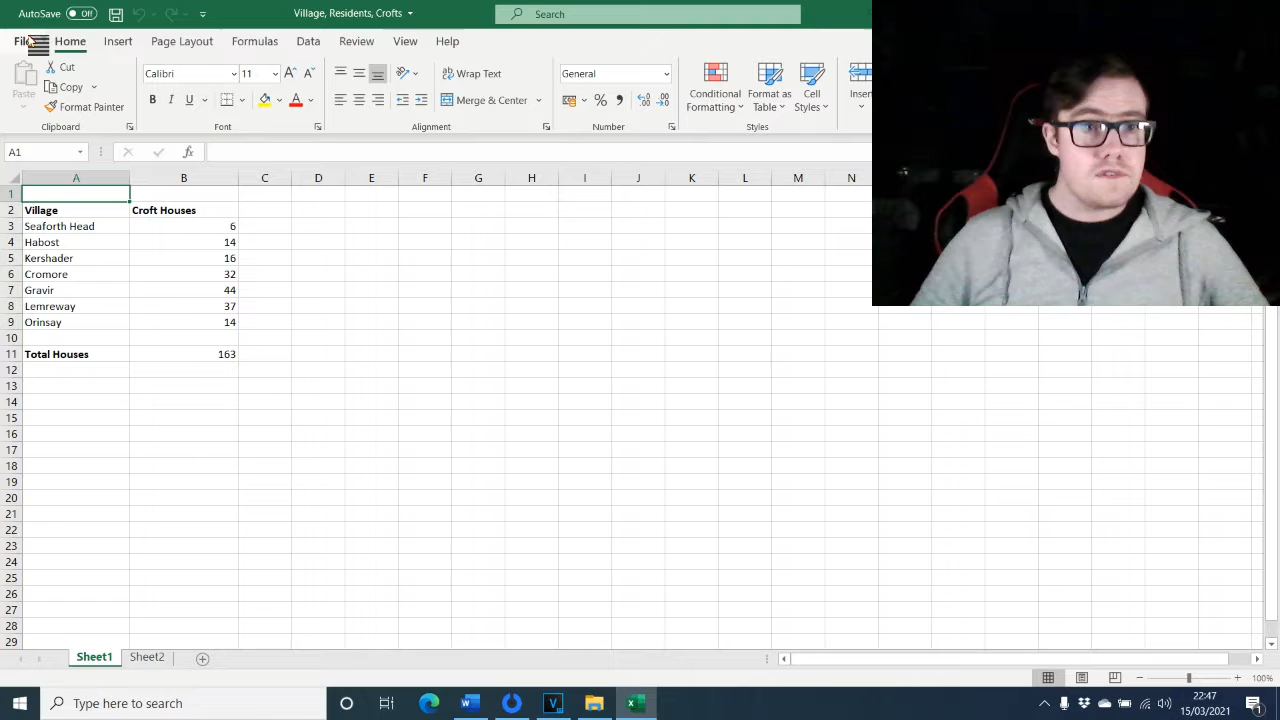 AutoSave Off Village, Residents, Crofts Search
File Home Insert Page Layout Formulas Data Review View Help
Paste Cut Copy Format Painter
Calibri 11
B I U A
Wrap Text
Merge & Center
General
% 
Conditional Formatting
Format as Table
Cell Styles
Insert
Clipboard Font Alignment Number Styles
A1 fx
A B C D E F G H I J K L M N
1
2 Village Croft Houses
3 Seaforth Head 6
4 Habost 14
5 Kershader 16
6 Cromore 32
7 Gravir 44
8 Lemreway 37
9 Orinsay 14
10
11 Total Houses 163
12
13
14
15
16
17
18
19
20
21
22
23
24
25
26
27
28
29
Sheet1 Sheet2
100%
Type here to search
22:47
15/03/2021